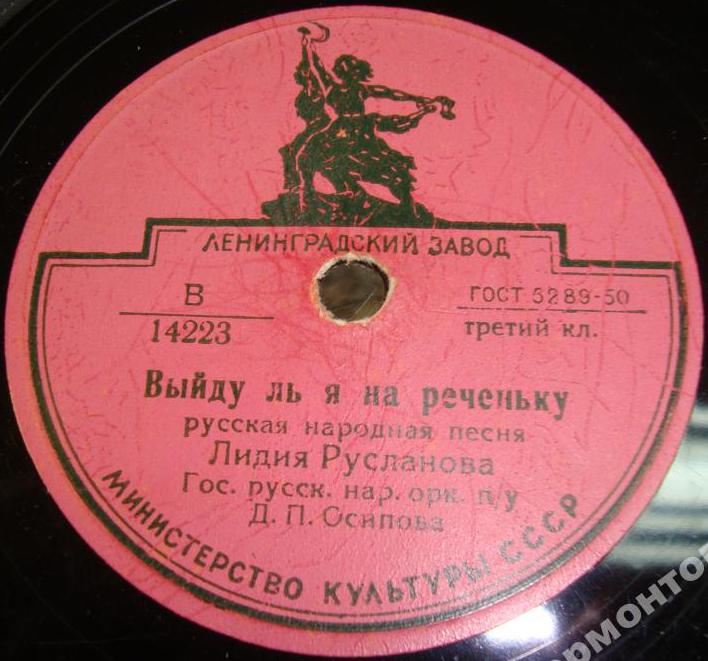 ЛЕНИНГРАДСКИЙ ЗАВОД
В
14223
ГОСТ 5289-50
третий кл.
Выйду ль я на реченьку
русская народная песня
Лидия Русланова
Гос. русск. нар. орк. п/у
Д. П. Осипова
МИНИСТЕРСТВО КУЛЬТУРЫ СССР